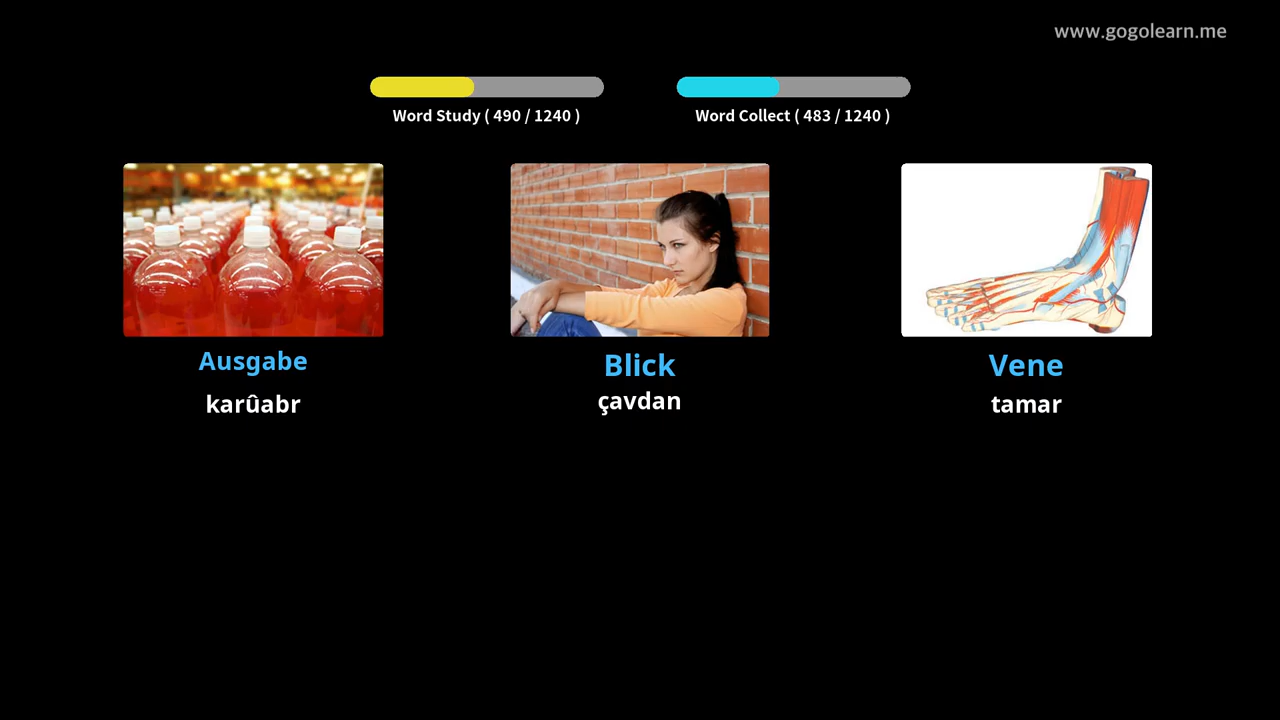 www.gogolearn.me
Word Study ( 490 / 1240 )
Word Collect ( 483 / 1240 )
Ausgabe
karûabr
Blick
çavdan
Vene
tamar